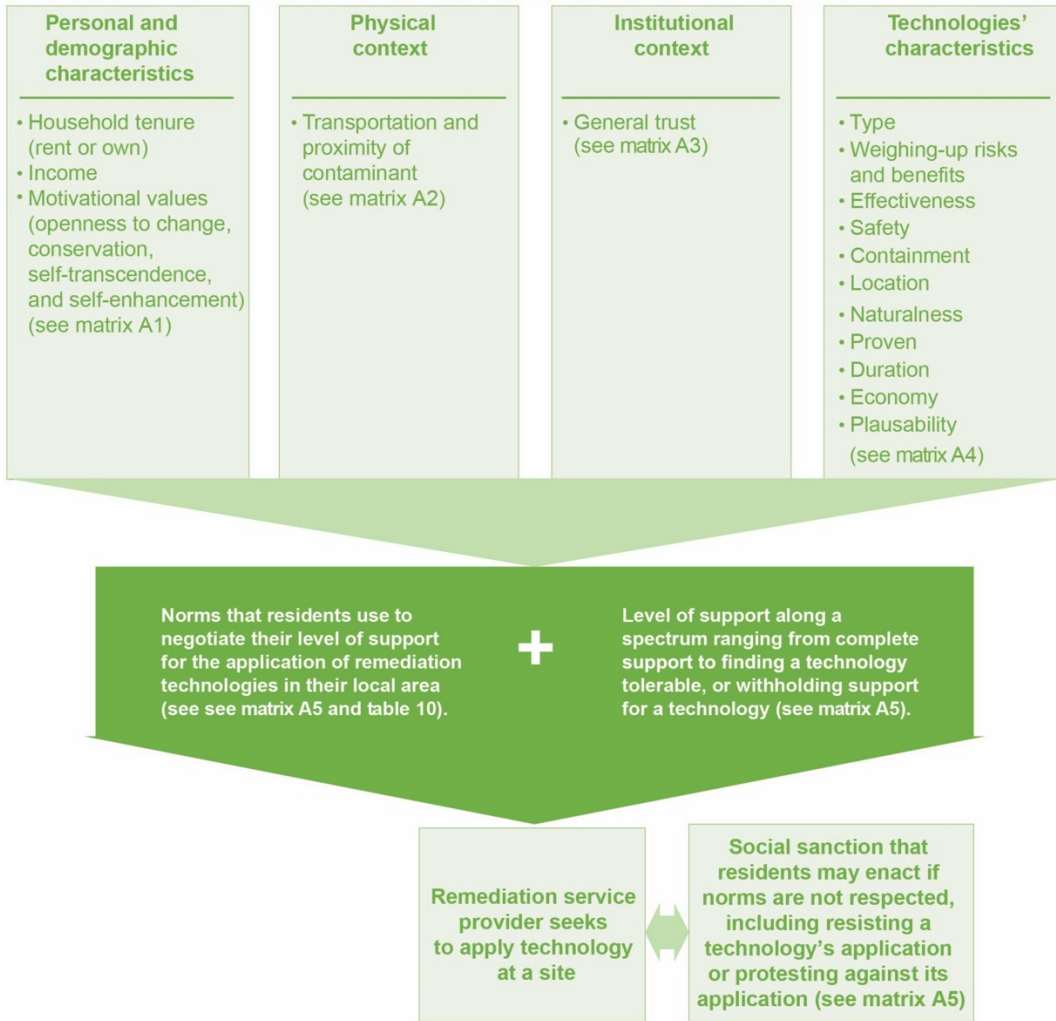 Personal and
demographic
characteristics
• Household tenure
(rent or own)
• Income
• Motivational values
(openness to change,
conservation,
self-transcendence,
and self-enhancement)
(see matrix A1)
Physical
context
• Transportation and
proximity of
contaminant
(see matrix A2)
Institutional
context
• General trust
(see matrix A3)
Technologies’
characteristics
• Type
• Weighing-up risks
and benefits
• Effectiveness
• Safety
• Containment
• Location
• Naturalness
• Proven
• Duration
• Economy
• Plausability
(see matrix A4)
Norms that residents use to
negotiate their level of support
for the application of remediation
technologies in their local area
(see see matrix A5 and table 10).
+
Level of support along a
spectrum ranging from complete
support to finding a technology
tolerable, or withholding support
for a technology (see matrix A5).
Remediation service
provider seeks
to apply technology
at a site
Social sanction that
residents may enact if
norms are not respected,
including resisting a
technology’s application
or protesting against its
application (see matrix A5)